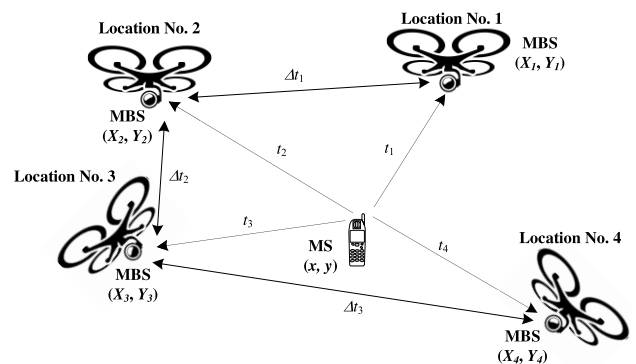 Location No. 1
Location No. 2
MBS
(X1, Y1)
Δt1
MBS
(X2, Y2)
t2
t1
Location No. 3
Δt2
t3
MS
(x, y)
t4
Location No. 4
MBS
(X3, Y3)
Δt3
MBS
(X4, Y4)